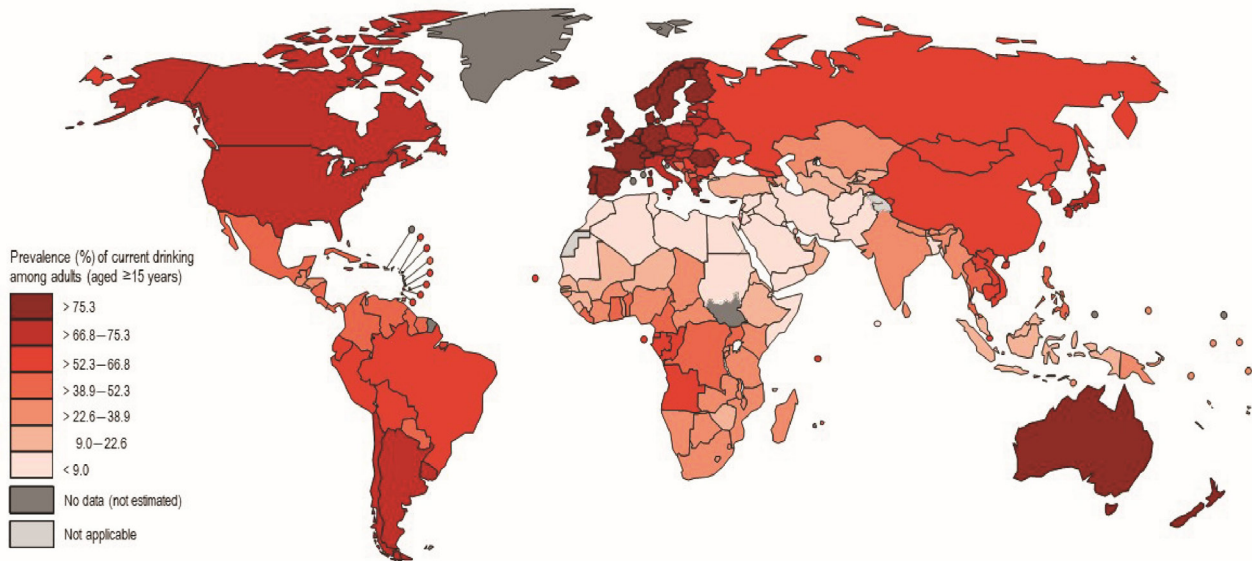 Prevalence (%) of current drinking
among adults (aged ≥15 years)
> 75.3
> 66.8—75.3
> 52.3—66.8
> 38.9—52.3
> 22.6—38.9
9.0—22.6
< 9.0
No data (not estimated)
Not applicable